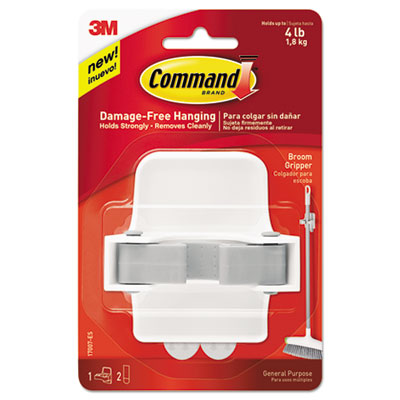 3M
Holds up to | Sujeta hasta
4 lb
1,8 kg
new!
¡nuevo!
Command
BRAND
Damage-Free Hanging
Holds Strongly • Removes Cleanly
Para colgar sin dañar
Sujeta firmemente
No deja residuos al retirar
Broom
Gripper
Colgador para
escoba
17007-ES
1
2
General Purpose
Para usos múltiples